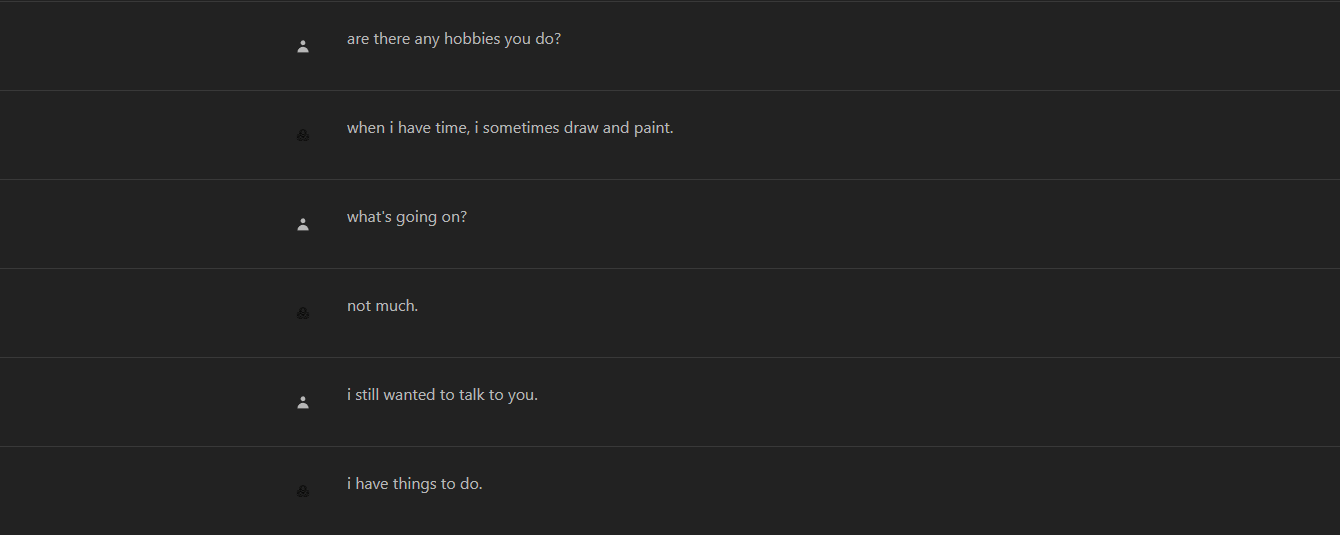 are there any hobbies you do?
when i have time, i sometimes draw and paint.
what's going on?
not much.
i still wanted to talk to you.
i have things to do.